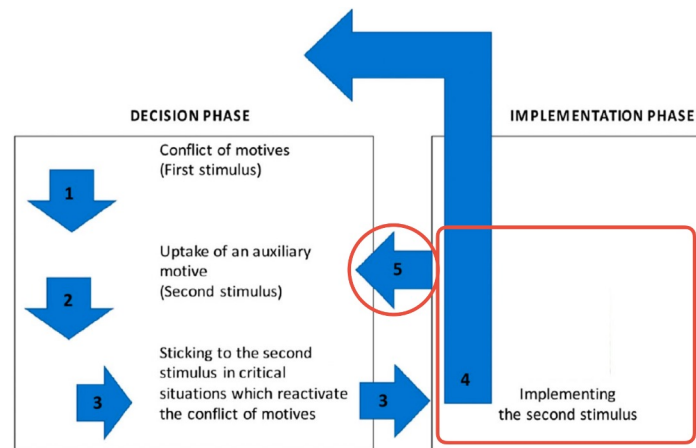 DECISION PHASE
IMPLEMENTATION PHASE
Conflict of motives
(First stimulus)
1
Uptake of an auxiliary
motive
(Second stimulus)
5
2
Sticking to the second
stimulus in critical
situations which reactivate
the conflict of motives
3
3
4
Implementing
the second stimulus